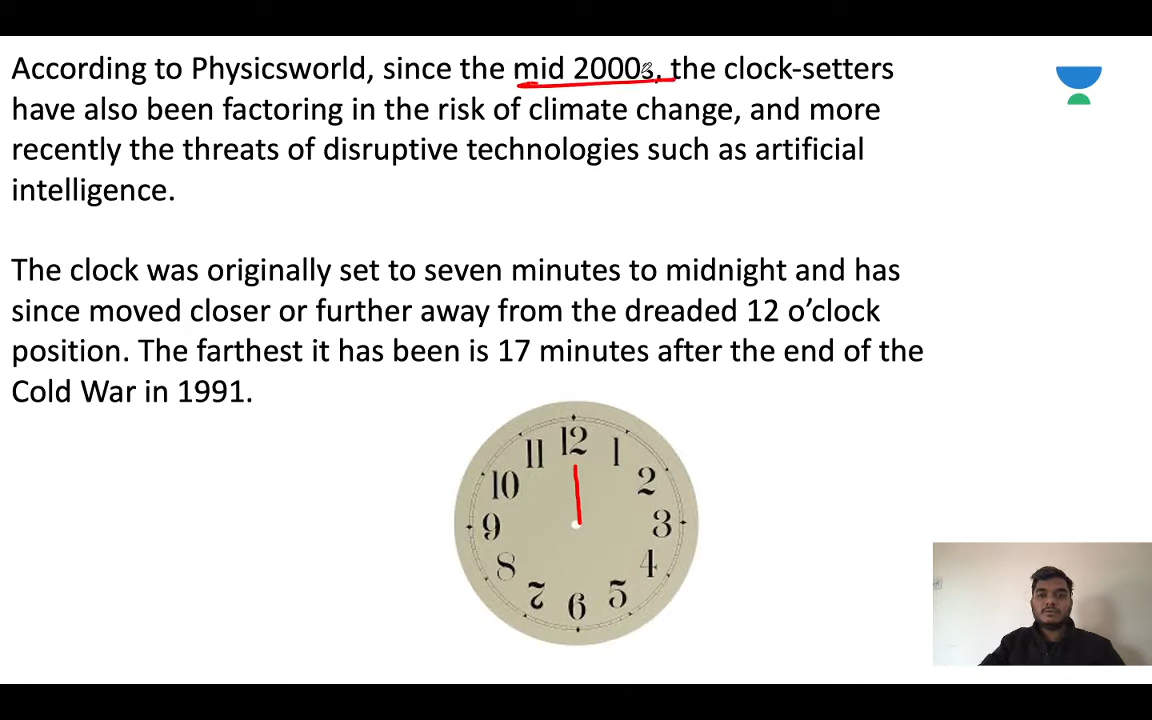 According to Physicsworld, since the mid 2000s, the clock-setters
have also been factoring in the risk of climate change, and more
recently the threats of disruptive technologies such as artificial
intelligence.
The clock was originally set to seven minutes to midnight and has
since moved closer or further away from the dreaded 12 o’clock
position. The farthest it has been is 17 minutes after the end of the
Cold War in 1991.
12
11 1
10 2
9 3
8 4
7 5
6